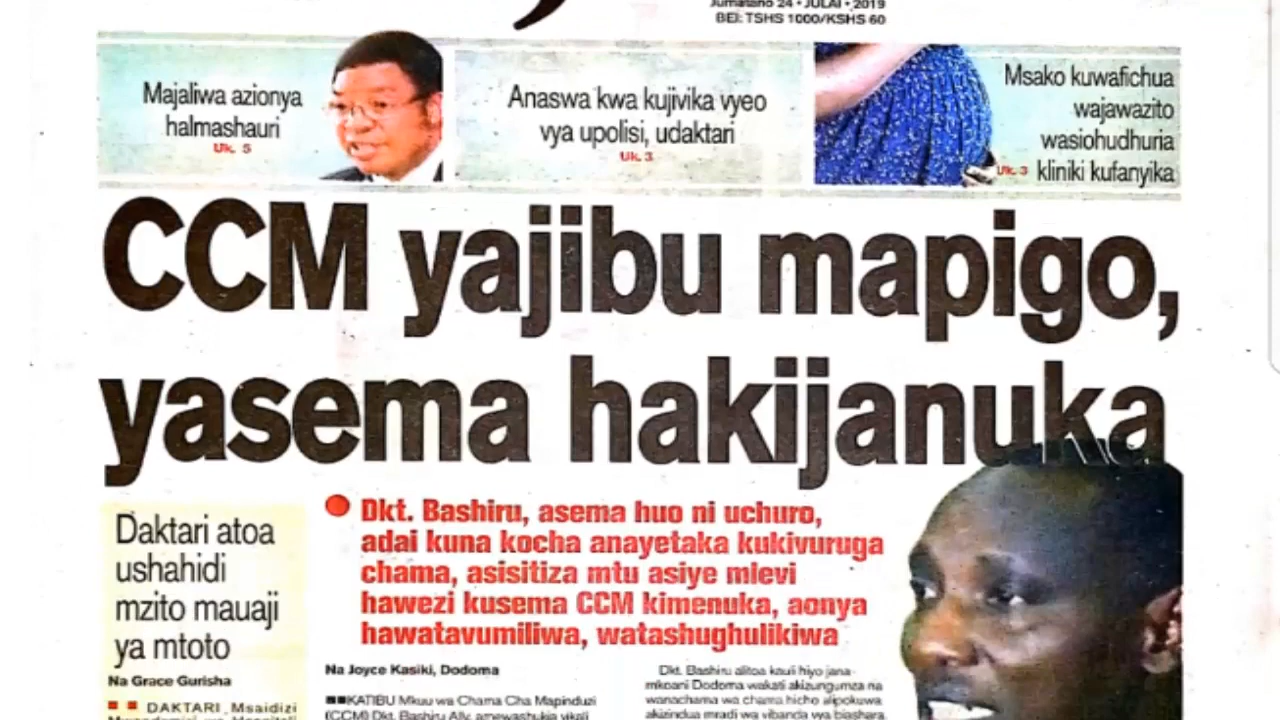 Jumatano 24 • JULAI • 2019
BEI: TSHS 1000/KSHS 60
Majaliwa azionya
halmashauri
Uk. 5
Anaswa kwa kujivika vyeo
vya upolisi, udaktari
Uk. 3
Msako kuwafichua
wajawazito
wasiohudhuria
Uk. 3 kliniki kufanyika
CCM yajibu mapigo,
yasema hakijanuka
Daktari atoa
ushahidi
mzito mauaji
ya mtoto
Na Grace Gurisha
DAKTARI Msaidizi
Dkt. Bashiru, asema huo ni uchuro,
adai kuna kocha anayetaka kukivuruga
chama, asisitiza mtu asiye mlevi
hawezi kusema CCM kimenuka, aonya
hawatavumiliwa, watashughulikiwa
Na Joyce Kasiki, Dodoma
KATIBU Mkuu wa Chama Cha Mapinduzi
(CCM) Dkt. Bashiru Ally, amewashukia vikali
Dkt. Bashiru alitoa kauli hiyo jana
mkoani Dodoma wakati akizungumza na
wanachama wa chama hicho alipokuwa
akizindua mradi wa vibanda vya biashara